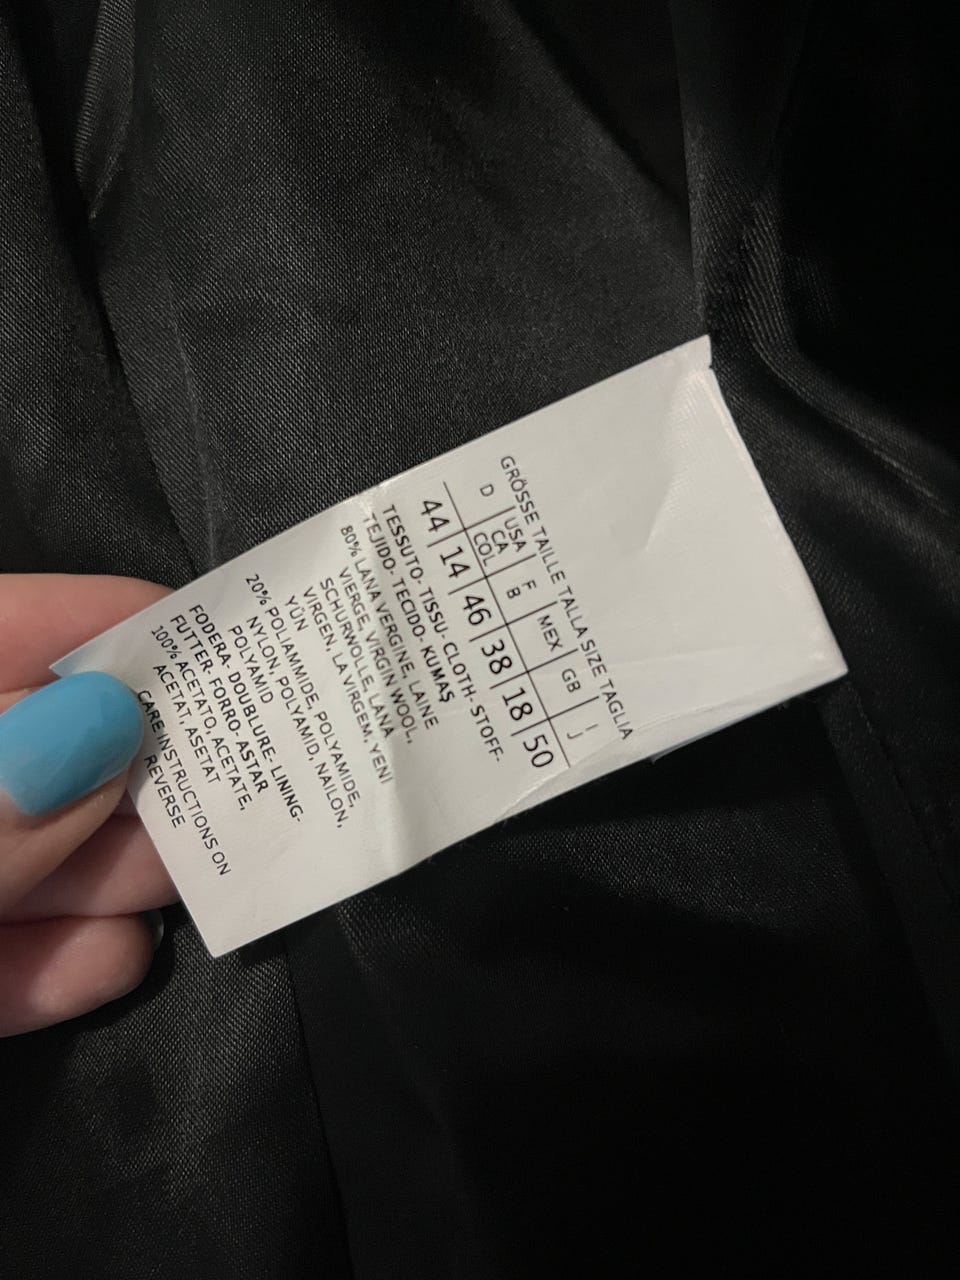 GRÖSSE TAILLE TALLA SIZE TAGLIA
D | USA CA COL | F B | MEX | GB | I J
44 | 14 | 46 | 38 | 18 | 50
TESSUTO- TISSU- CLOTH- STOFF-
TEJIDO- TECIDO- KUMAŞ
80% LANA VERGINE, LAINE
VIERGE, VIRGIN WOOL,
SCHURWOLLE, LANA
VIRGEN, LA VIRGEM, YENI
YÜN
20% POLIAMMIDE, POLYAMIDE,
NYLON, POLYAMID, NAILON,
POLYAMID
FODERA- DOUBLURE- LINING-
FUTTER- FORRO- ASTAR
100% ACETATO, ACETATE,
ACETAT, ASETAT
CARE INSTRUCTIONS ON
REVERSE